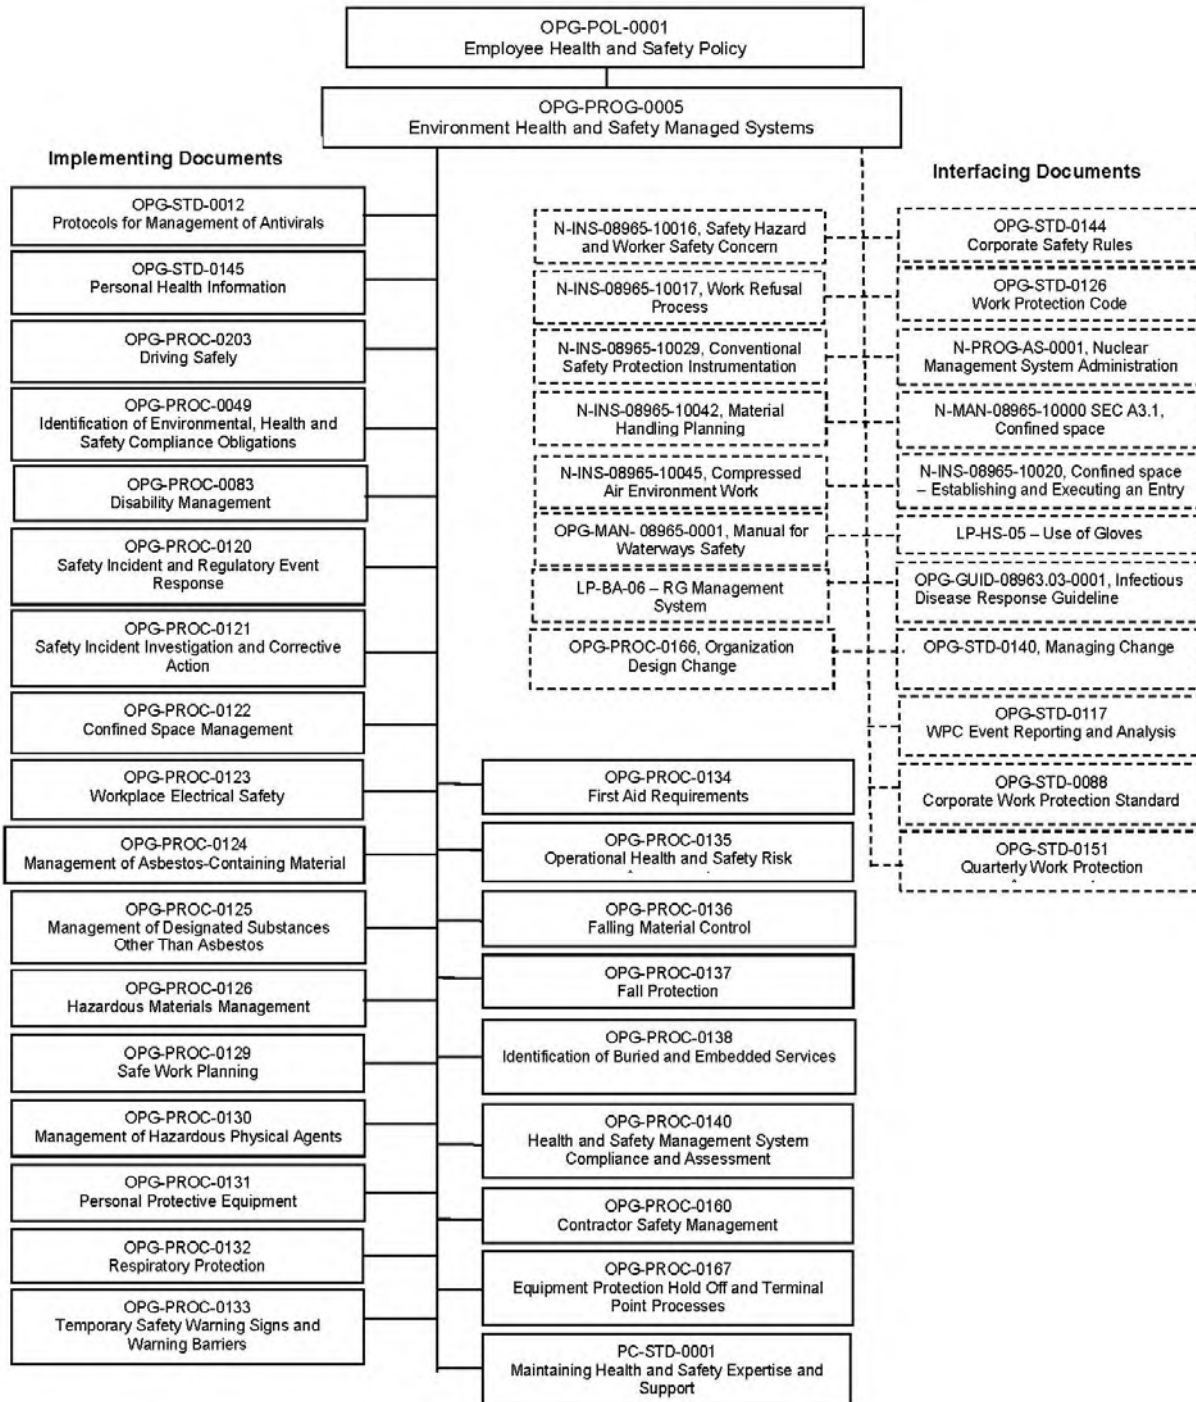 OPG-POL-0001
Employee Health and Safety Policy
OPG-PROG-0005
Environment Health and Safety Managed Systems
Implementing Documents
OPG-STD-0012
Protocols for Management of Antivirals
OPG-STD-0145
Personal Health Information
OPG-PROC-0203
Driving Safely
OPG-PROC-0049
Identification of Environmental, Health and
Safety Compliance Obligations
OPG-PROC-0083
Disability Management
OPG-PROC-0120
Safety Incident and Regulatory Event
Response
OPG-PROC-0121
Safety Incident Investigation and Corrective
Action
OPG-PROC-0122
Confined Space Management
OPG-PROC-0123
Workplace Electrical Safety
OPG-PROC-0124
Management of Asbestos-Containing Material
OPG-PROC-0125
Management of Designated Substances
Other Than Asbestos
OPG-PROC-0126
Hazardous Materials Management
OPG-PROC-0129
Safe Work Planning
OPG-PROC-0130
Management of Hazardous Physical Agents
OPG-PROC-0131
Personal Protective Equipment
OPG-PROC-0132
Respiratory Protection
OPG-PROC-0133
Temporary Safety Warning Signs and
Warning Barriers
OPG-PROC-0134
First Aid Requirements
OPG-PROC-0135
Operational Health and Safety Risk
OPG-PROC-0136
Falling Material Control
OPG-PROC-0137
Fall Protection
OPG-PROC-0138
Identification of Buried and Embedded Services
OPG-PROC-0140
Health and Safety Management System
Compliance and Assessment
OPG-PROC-0160
Contractor Safety Management
OPG-PROC-0167
Equipment Protection Hold Off and Terminal
Point Processes
PC-STD-0001
Maintaining Health and Safety Expertise and
Support
Interfacing Documents
N-INS-08965-10016, Safety Hazard
and Worker Safety Concern
N-INS-08965-10017, Work Refusal
Process
N-INS-08965-10029, Conventional
Safety Protection Instrumentation
N-INS-08965-10042, Material
Handling Planning
N-INS-08965-10045, Compressed
Air Environment Work
OPG-MAN- 08965-0001, Manual for
Waterways Safety
LP-BA-06 – RG Management
System
OPG-PROC-0166, Organization
Design Change
OPG-STD-0144
Corporate Safety Rules
OPG-STD-0126
Work Protection Code
N-PROG-AS-0001, Nuclear
Management System Administration
N-MAN-08965-10000 SEC A3.1,
Confined space
N-INS-08965-10020, Confined space
– Establishing and Executing an Entry
LP-HS-05 – Use of Gloves
OPG-GUID-08963.03-0001, Infectious
Disease Response Guideline
OPG-STD-0140, Managing Change
OPG-STD-0117
WPC Event Reporting and Analysis
OPG-STD-0088
Corporate Work Protection Standard
OPG-STD-0151
Quarterly Work Protection